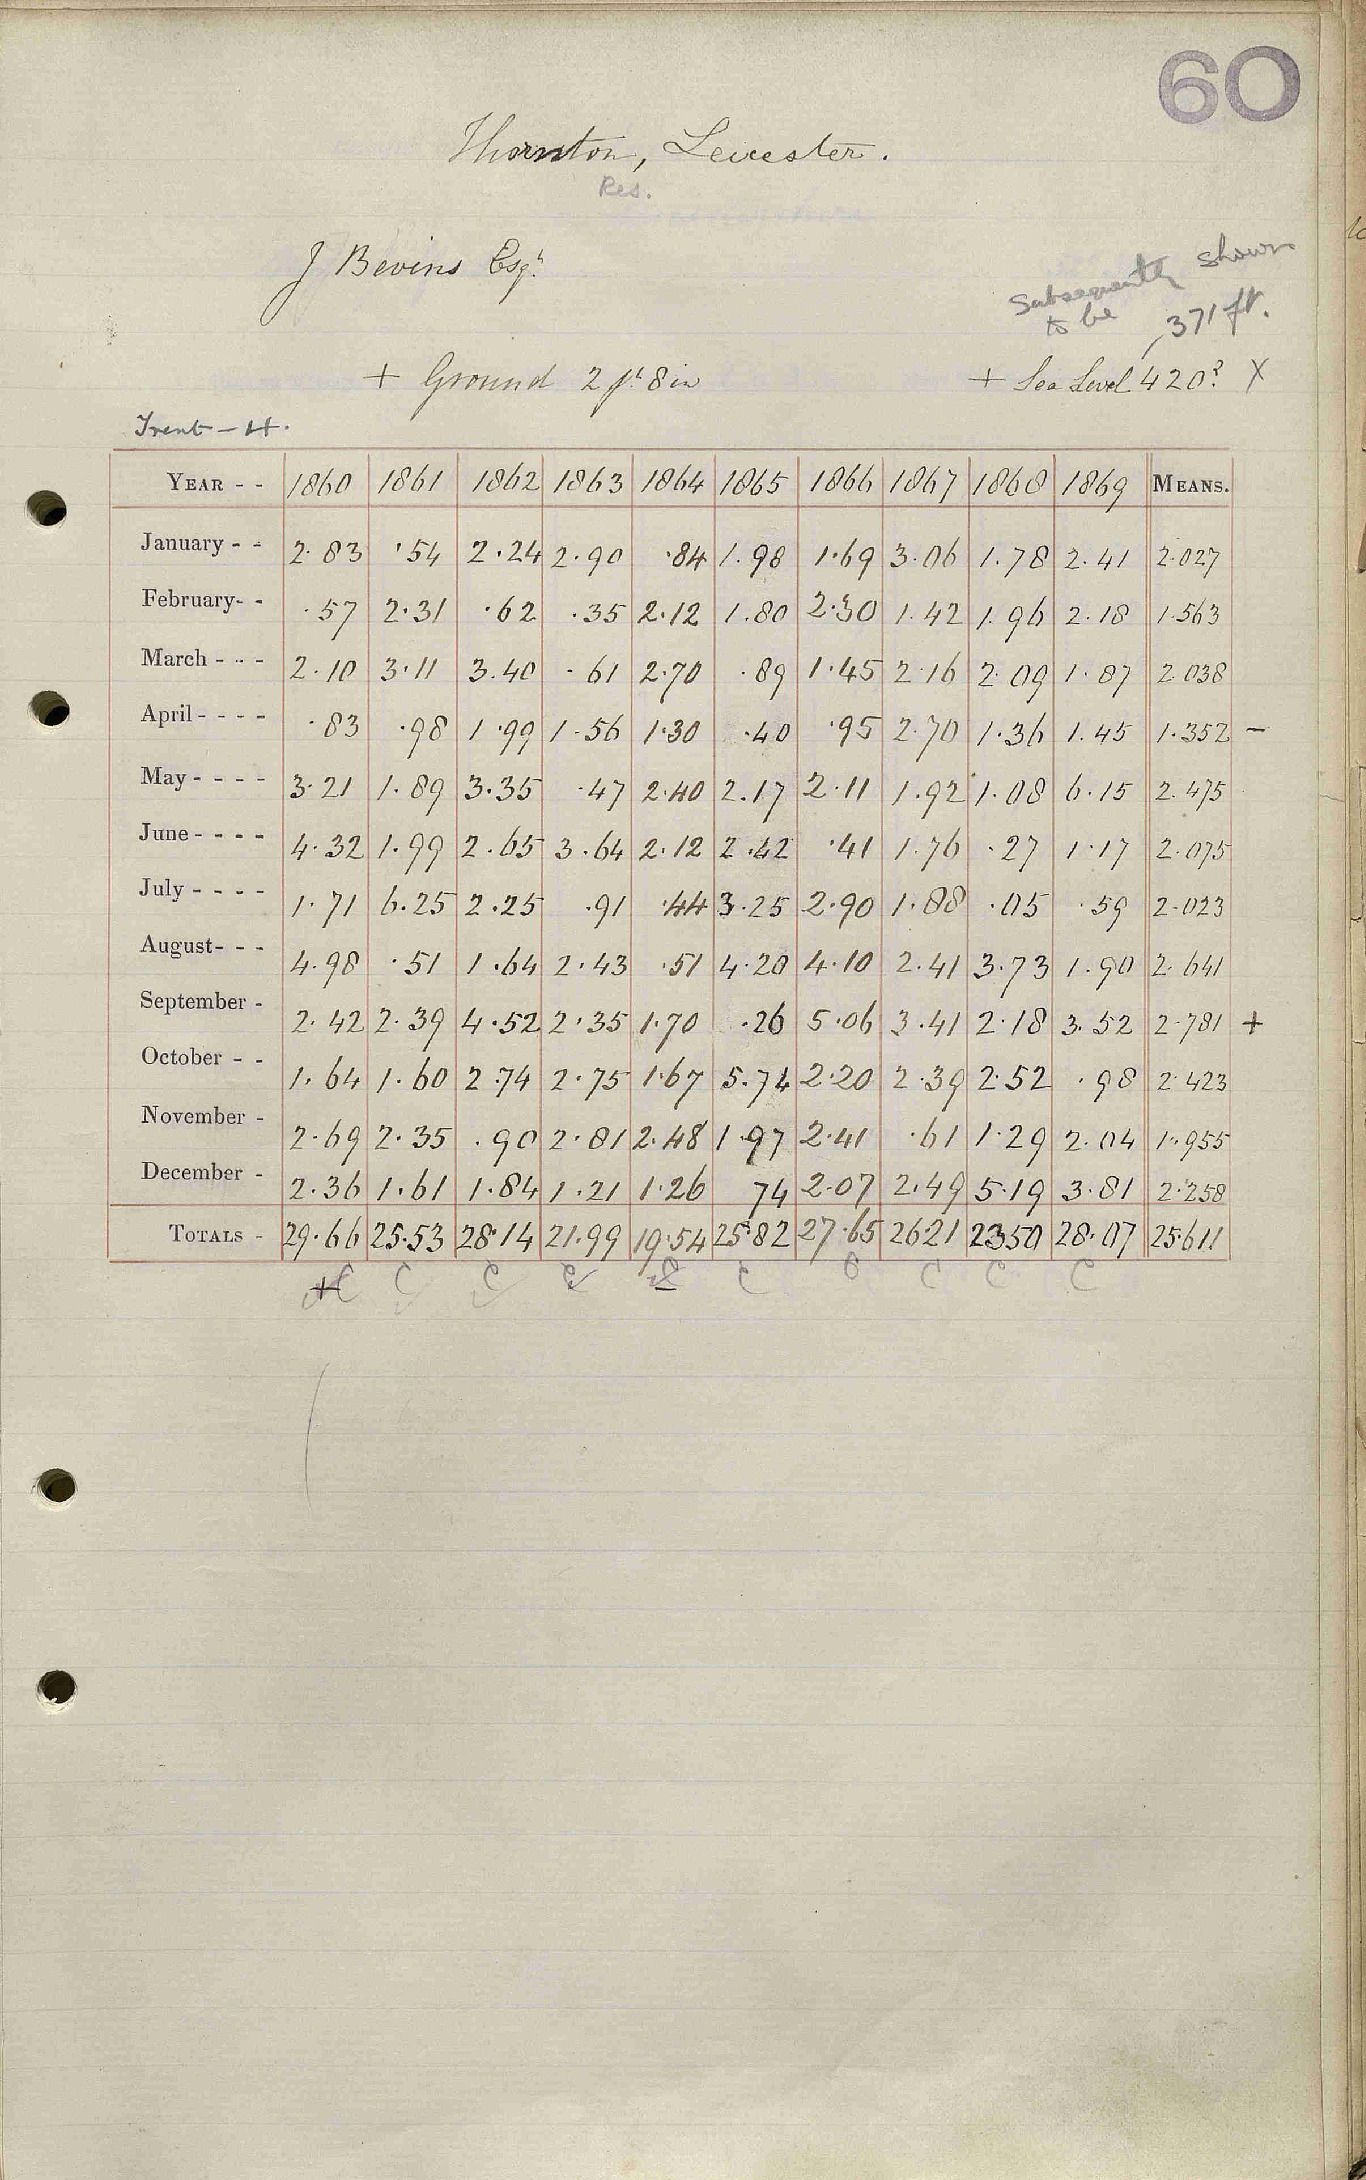 60
Thornton, Leicester.
Res.
J Bevins Esqr.
Subsequently shown
to be 371 ft.
+ Ground 2 ft 8 in + Sea Level 420? X
Trent - 4.
YEAR - - 1860 1861 1862 1863 1864 1865 1866 1867 1868 1869 MEANS.
January - - 2.83 .54 2.24 2.90 .84 1.98 1.69 3.06 1.78 2.41 2.027
February- - .57 2.31 .62 .35 2.12 1.80 2.30 1.42 1.96 2.18 1.563
March - - - 2.10 3.11 3.40 .61 2.70 .89 1.45 2.16 2.09 1.87 2.038
April - - - - .83 .98 1.99 1.56 1.30 .40 .95 2.70 1.36 1.45 1.352 -
May - - - - 3.21 1.89 3.35 .47 2.40 2.17 2.11 1.92 1.08 6.15 2.475
June - - - - 4.32 1.99 2.65 3.64 2.12 2.42 .41 1.76 .27 1.17 2.075
July - - - - 1.71 6.25 2.25 .91 .44 3.25 2.90 1.88 .05 .59 2.023
August- - - 4.98 .51 1.64 2.43 .51 4.20 4.10 2.41 3.73 1.90 2.641
September - 2.42 2.39 4.52 2.35 1.70 .26 5.06 3.41 2.18 3.52 2.781 +
October - - 1.64 1.60 2.74 2.75 1.67 5.74 2.20 2.39 2.52 .98 2.423
November - 2.69 2.35 .90 2.81 2.48 1.97 2.41 .61 1.29 2.04 1.955
December - 2.36 1.61 1.84 1.21 1.26 74 2.07 2.49 5.19 3.81 2.258
TOTALS - 29.66 25.53 28.14 21.99 19.54 25.82 27.65 26.21 23.50 28.07 25.611
+C C C C C C C C C